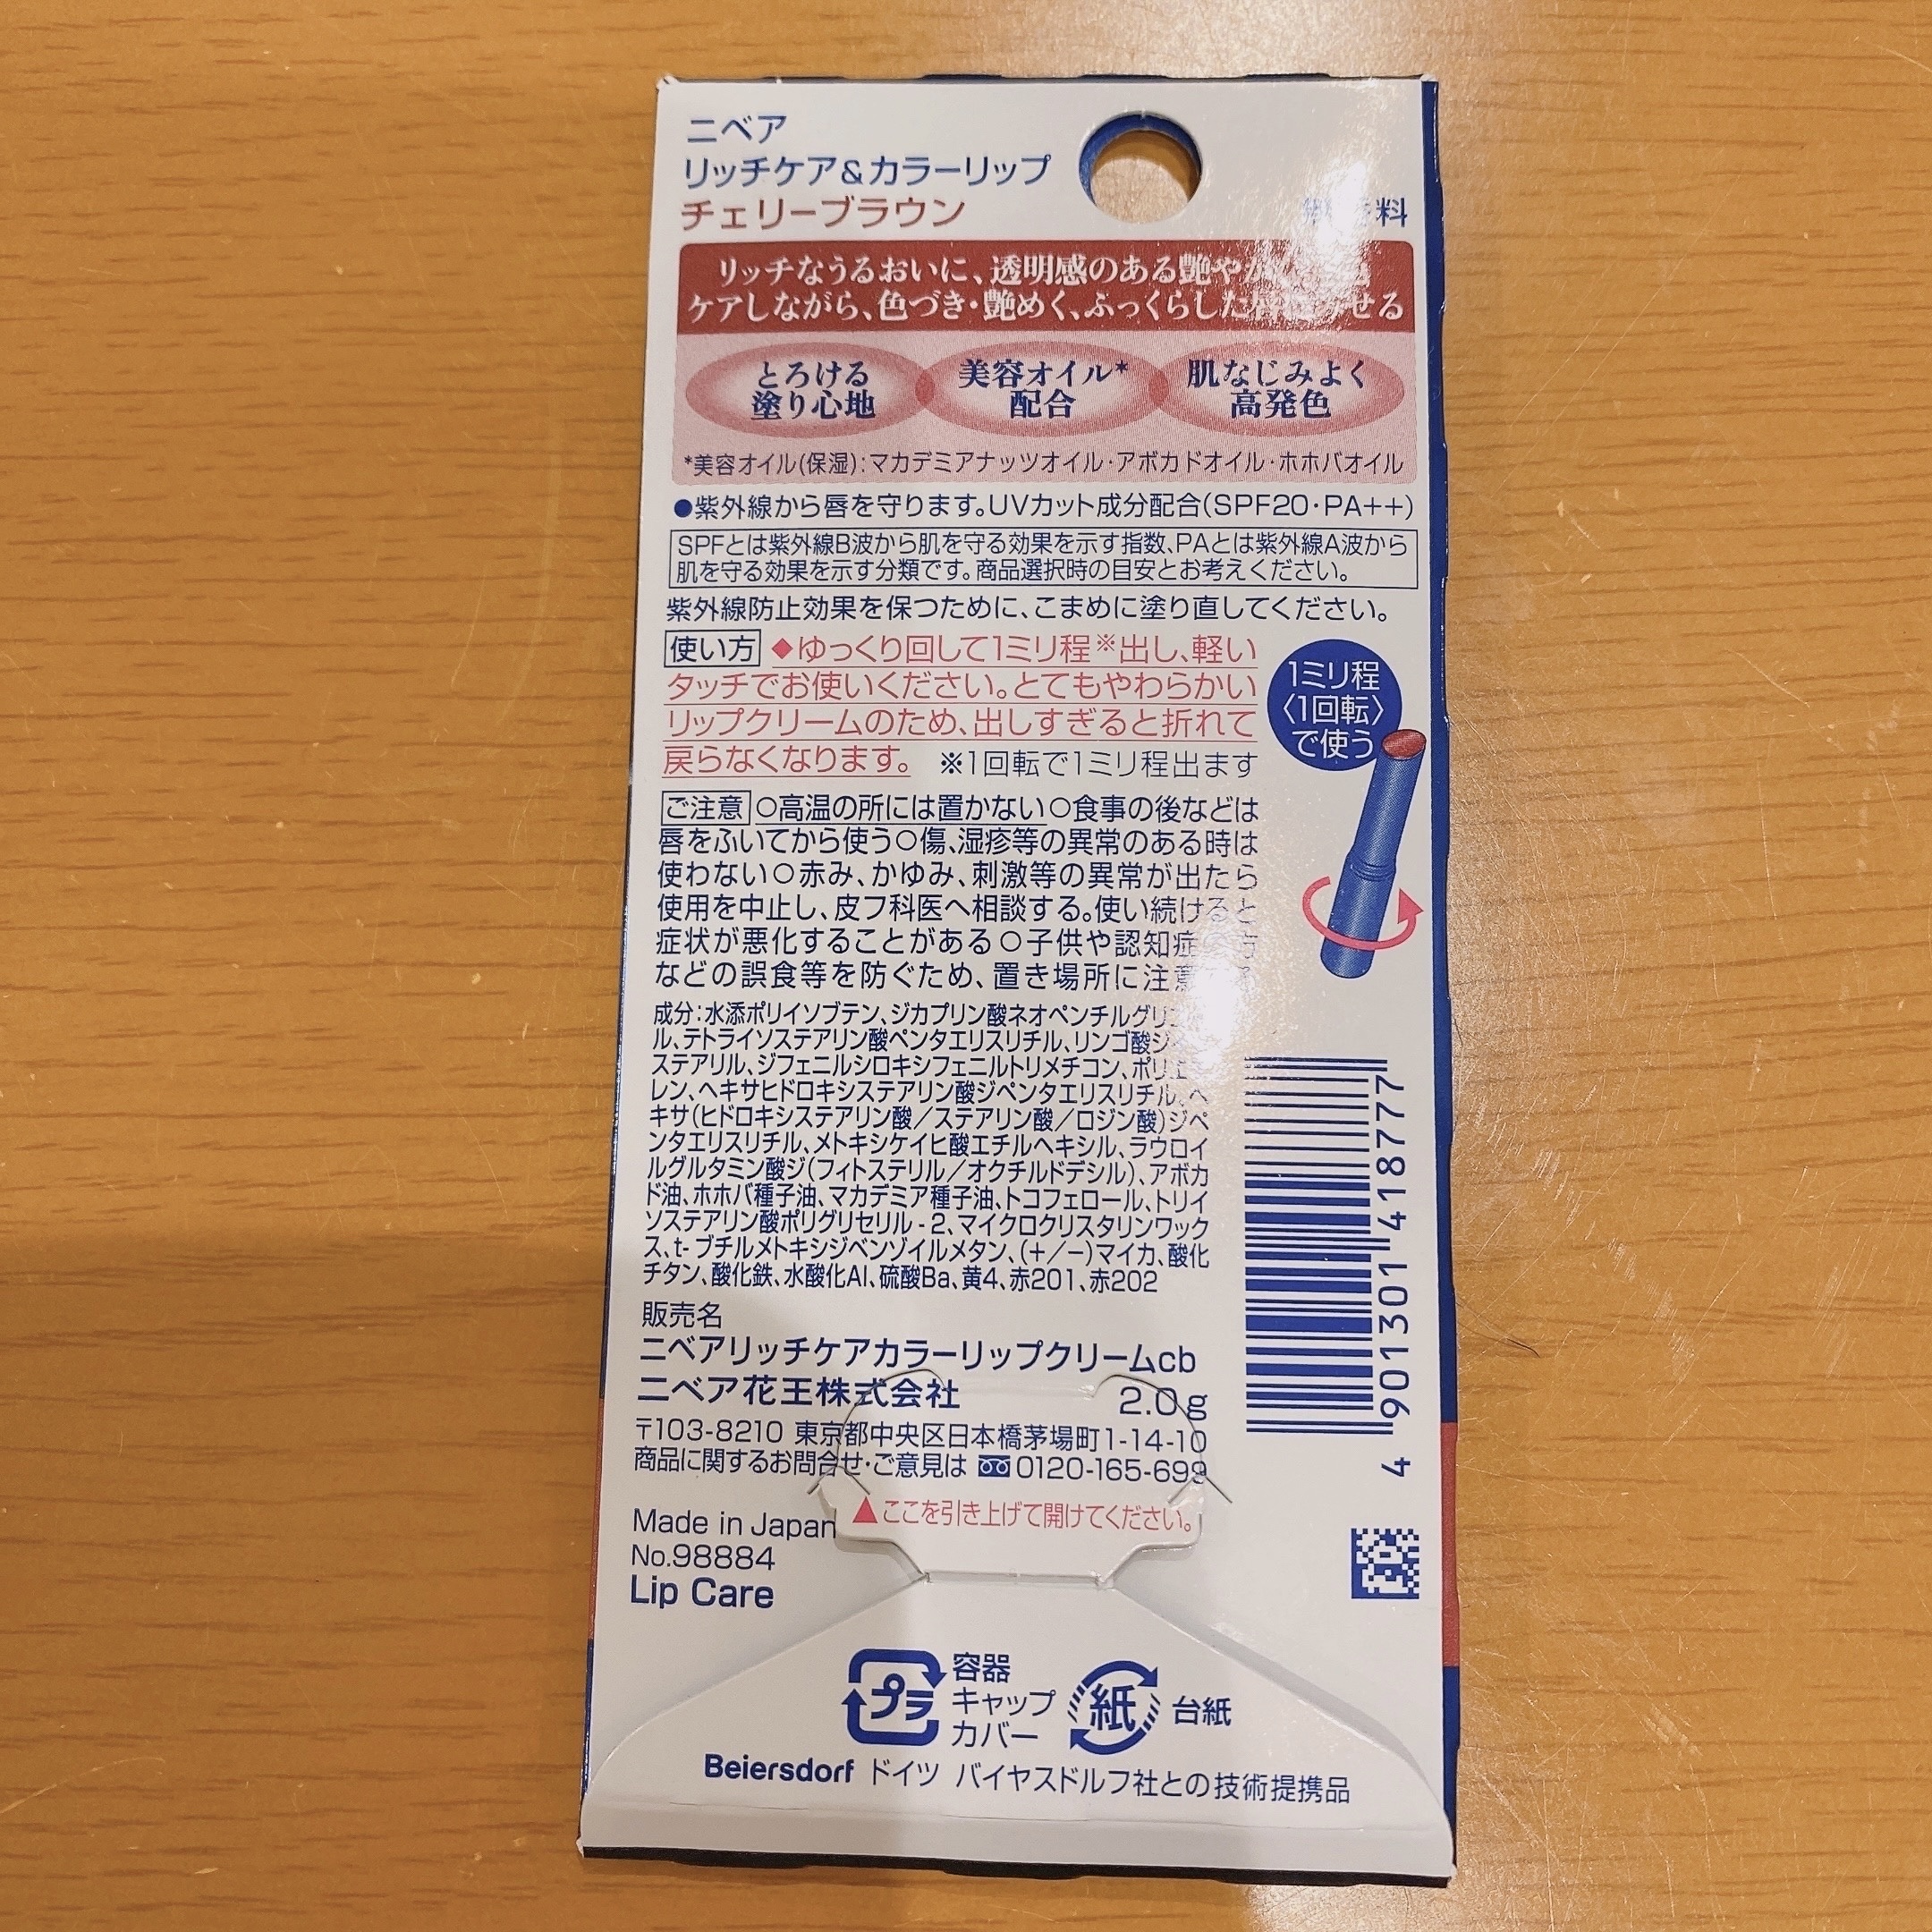 ニベア
リッチケア&カラーリップ
チェリーブラウン
料
リッチなうるおいに、透明感のある艶や
ケアしながら、色づき・艶めく、ふっくらした せる
とろける
塗り心地
美容オイル*
配合
肌なじみよく
高発色
*美容オイル(保湿):マカデミアナッツオイル・アボカドオイル・ホホバオイル
●紫外線から唇を守ります。UVカット成分配合(SPF20・PA++)
SPFとは紫外線B波から肌を守る効果を示す指数、PAとは紫外線A波から
肌を守る効果を示す分類です。商品選択時の目安とお考えください。
紫外線防止効果を保つために、こまめに塗り直してください。
使い方 ◆ゆっくり回して1ミリ程※出し、軽い
タッチでお使いください。とてもやわらかい
リップクリームのため、出しすぎると折れて
戻らなくなります。 ※1回転で1ミリ程出ます
1ミリ程
〈1回転〉
で使う
ご注意 ○高温の所には置かない○食事の後などは
唇をふいてから使う○傷、湿疹等の異常のある時は
使わない○赤み、かゆみ、刺激等の異常が出たら
使用を中止し、皮フ科医へ相談する。使い続けると
症状が悪化することがある○子供や認知症の方
などの誤食等を防ぐため、置き場所に注意
成分:水添ポリイソブテン、ジカプリン酸ネオペンチルグリコー
ル、テトライソステアリン酸ペンタエリスリチル、リンゴ酸ジイソ
ステアリル、ジフェニルシロキシフェニルトリメチコン、ポリエチ
レン、ヘキサヒドロキシステアリン酸ジペンタエリスリチル、ヘ
キサ(ヒドロキシステアリン酸/ステアリン酸/ロジン酸)ジペ
ンタエリスリチル、メトキシケイヒ酸エチルヘキシル、ラウロイ
ルグルタミン酸ジ(フィトステリル/オクチルドデシル)、アボカ
ド油、ホホバ種子油、マカデミア種子油、トコフェロール、トリイ
ソステアリン酸ポリグリセリル-2、マイクロクリスタリンワック
ス、t-ブチルメトキシジベンゾイルメタン、(+/−)マイカ、酸化
チタン、酸化鉄、水酸化Al、硫酸Ba、黄4、赤201、赤202
販売名
ニベアリッチケアカラーリップクリームcb
ニベア花王株式会社 2.0g
〒103-8210 東京都中央区日本橋茅場町1-14-10
商品に関するお問合せ・ご意見は 0120-165-699
▲ここを引き上げて開けてください。
Made in Japan
No.98884
Lip Care
4 901301 418777
プラ
容器
キャップ
カバー
紙 台紙
Beiersdorf ドイツ バイヤスドルフ社との技術提携品